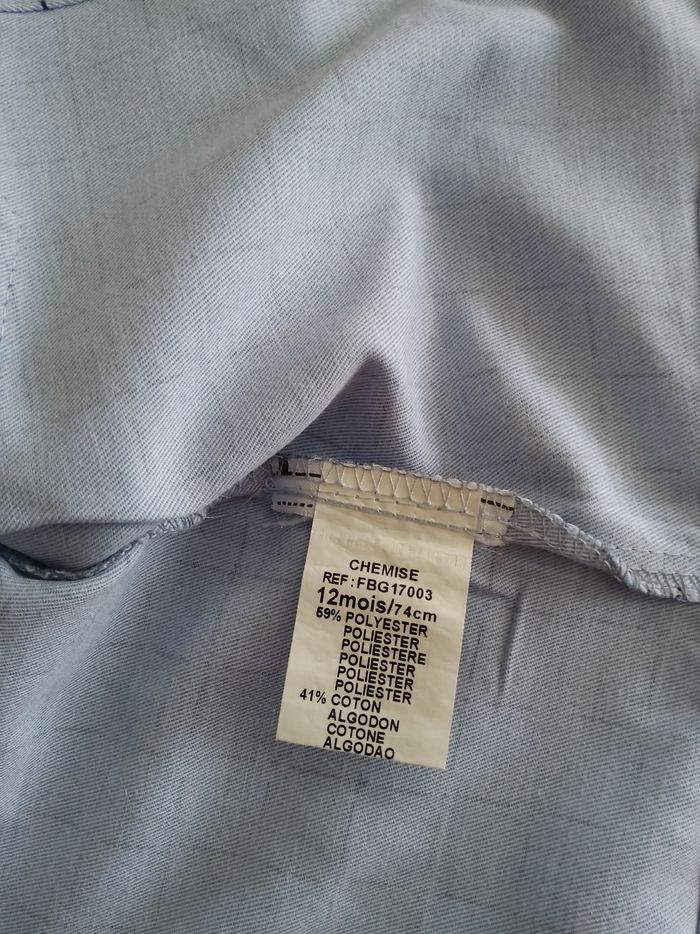 CHEMISE
REF:FBG17003
12mois/74cm
59% POLYESTER
POLIESTER
POLIESTERE
POLIESTER
POLIESTER
POLIESTER
41% COTON
ALGODON
COTONE
ALGODAO